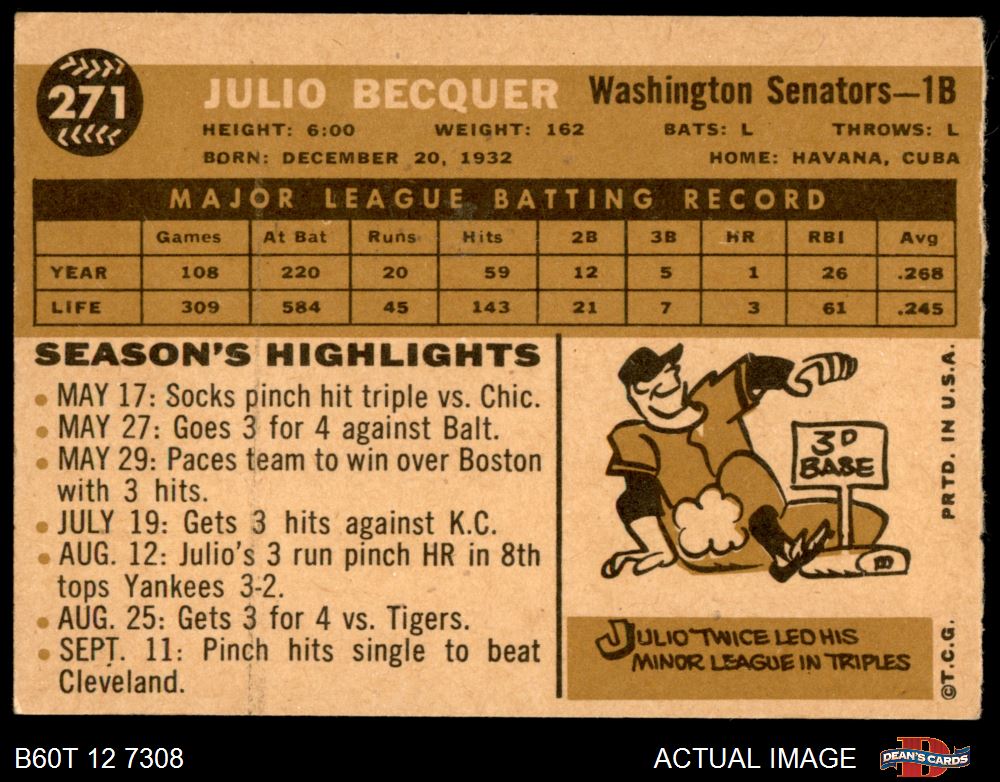 271
JULIO BECQUER Washington Senators—1B
HEIGHT: 6:00 WEIGHT: 162 BATS: L THROWS: L
BORN: DECEMBER 20, 1932 HOME: HAVANA, CUBA
MAJOR LEAGUE BATTING RECORD
Games At Bat Runs Hits 2B 3B HR RBI Avg
YEAR 108 220 20 59 12 5 1 26 .268
LIFE 309 584 45 143 21 7 3 61 .245
SEASON'S HIGHLIGHTS
• MAY 17: Socks pinch hit triple vs. Chic.
• MAY 27: Goes 3 for 4 against Balt.
• MAY 29: Paces team to win over Boston
with 3 hits.
• JULY 19: Gets 3 hits against K.C.
• AUG. 12: Julio's 3 run pinch HR in 8th
tops Yankees 3-2.
• AUG. 25: Gets 3 for 4 vs. Tigers.
• SEPT. 11: Pinch hits single to beat
Cleveland.
3D
BASE
JULIO TWICE LED HIS
MINOR LEAGUE IN TRIPLES
PRTD. IN U.S.A.
©T.C.G.
B60T 12 7308 ACTUAL IMAGE
DEAN'S CARDS